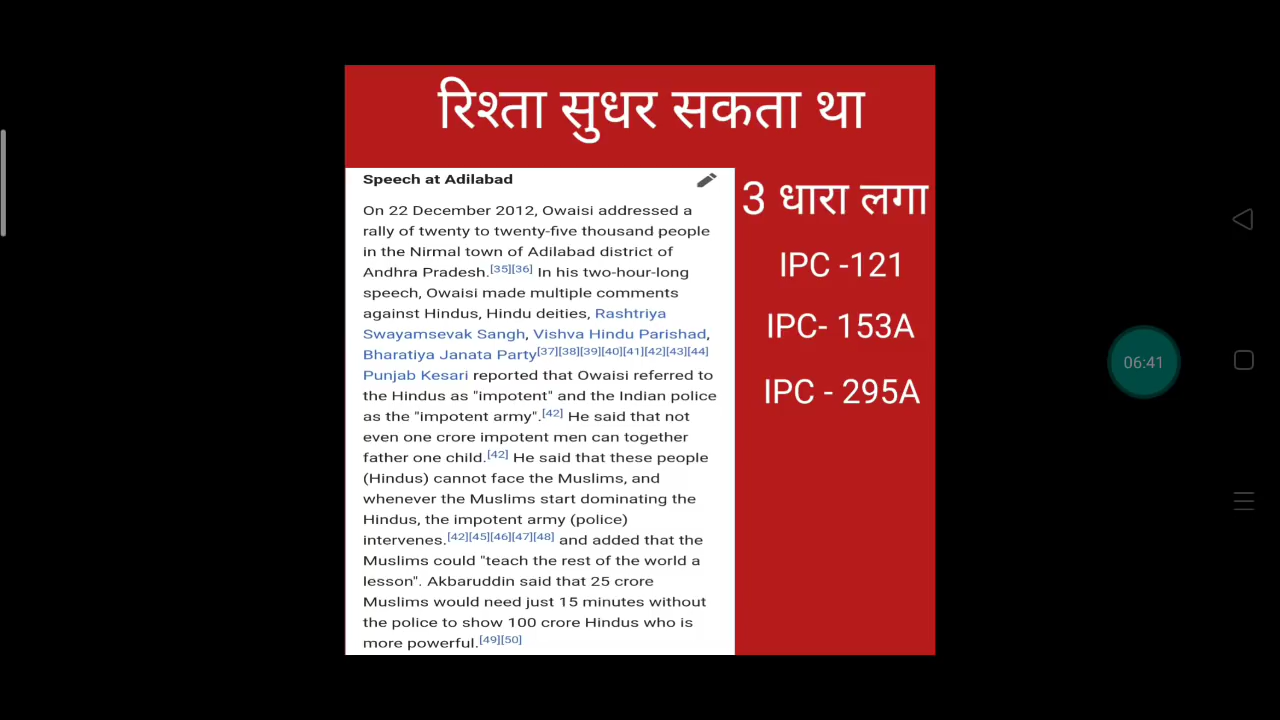 रिश्ता सुधर सकता था
Speech at Adilabad
On 22 December 2012, Owaisi addressed a
rally of twenty to twenty-five thousand people
in the Nirmal town of Adilabad district of
Andhra Pradesh.[35][36] In his two-hour-long
speech, Owaisi made multiple comments
against Hindus, Hindu deities, Rashtriya
Swayamsevak Sangh, Vishva Hindu Parishad,
Bharatiya Janata Party[37][38][39][40][41][42][43][44]
Punjab Kesari reported that Owaisi referred to
the Hindus as "impotent" and the Indian police
as the "impotent army".[42] He said that not
even one crore impotent men can together
father one child.[42] He said that these people
(Hindus) cannot face the Muslims, and
whenever the Muslims start dominating the
Hindus, the impotent army (police)
intervenes.[42][45][46][47][48] and added that the
Muslims could "teach the rest of the world a
lesson". Akbaruddin said that 25 crore
Muslims would need just 15 minutes without
the police to show 100 crore Hindus who is
more powerful.[49][50]
3 धारा लगा
IPC -121
IPC- 153A
IPC - 295A
06:41